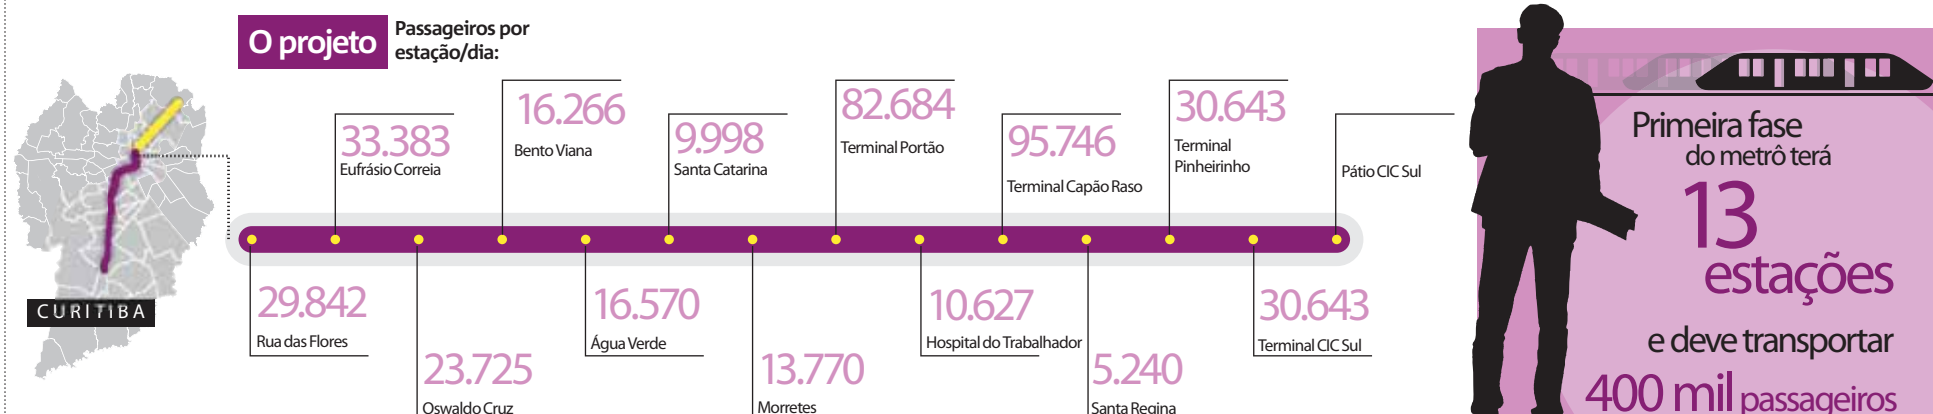 O projeto
Passageiros por
estação/dia:
33.383
Eufrásio Correia
16.266
Bento Viana
9.998
Santa Catarina
82.684
Terminal Portão
95.746
Terminal Capão Raso
30.643
Terminal
Pinheirinho
Pátio CIC Sul
29.842
Rua das Flores
23.725
Oswaldo Cruz
16.570
Água Verde
13.770
Morretes
10.627
Hospital do Trabalhador
5.240
Santa Regina
30.643
Terminal CIC Sul
CURITIBA
Primeira fase
do metrô terá
13
estações
e deve transportar
400 mil passageiros